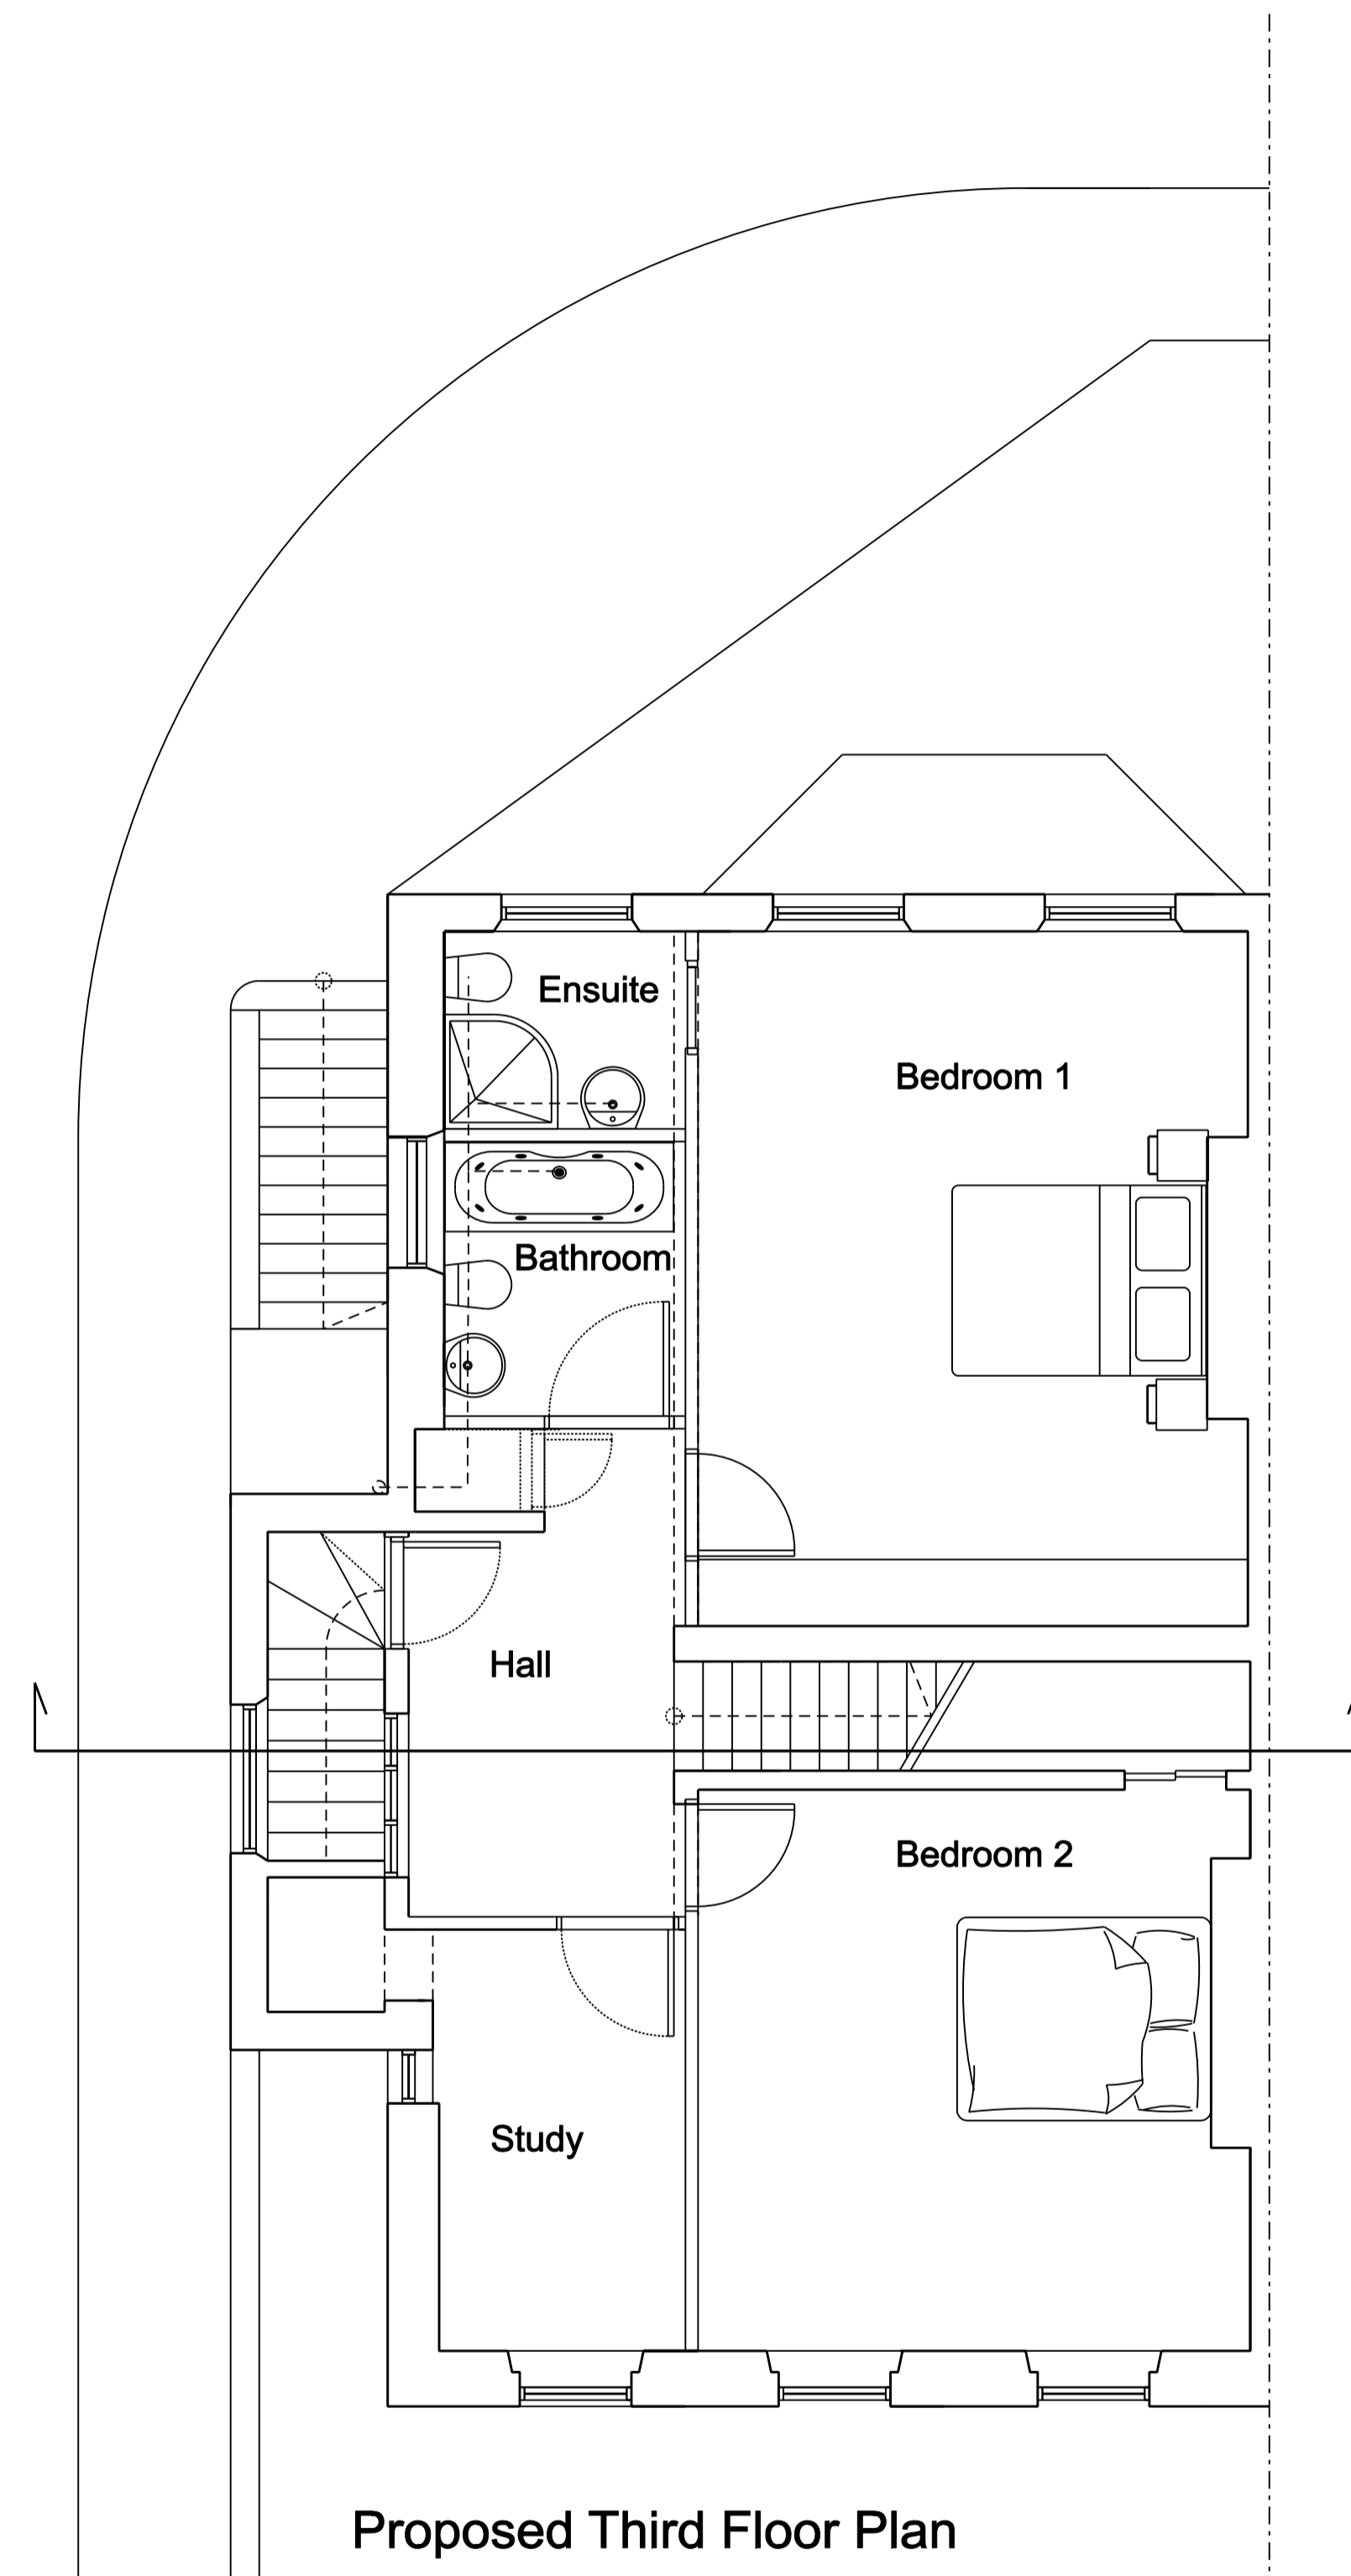 Ensuite
Bedroom 1
Bathroom
Hall
Bedroom 2
Study
Proposed Third Floor Plan